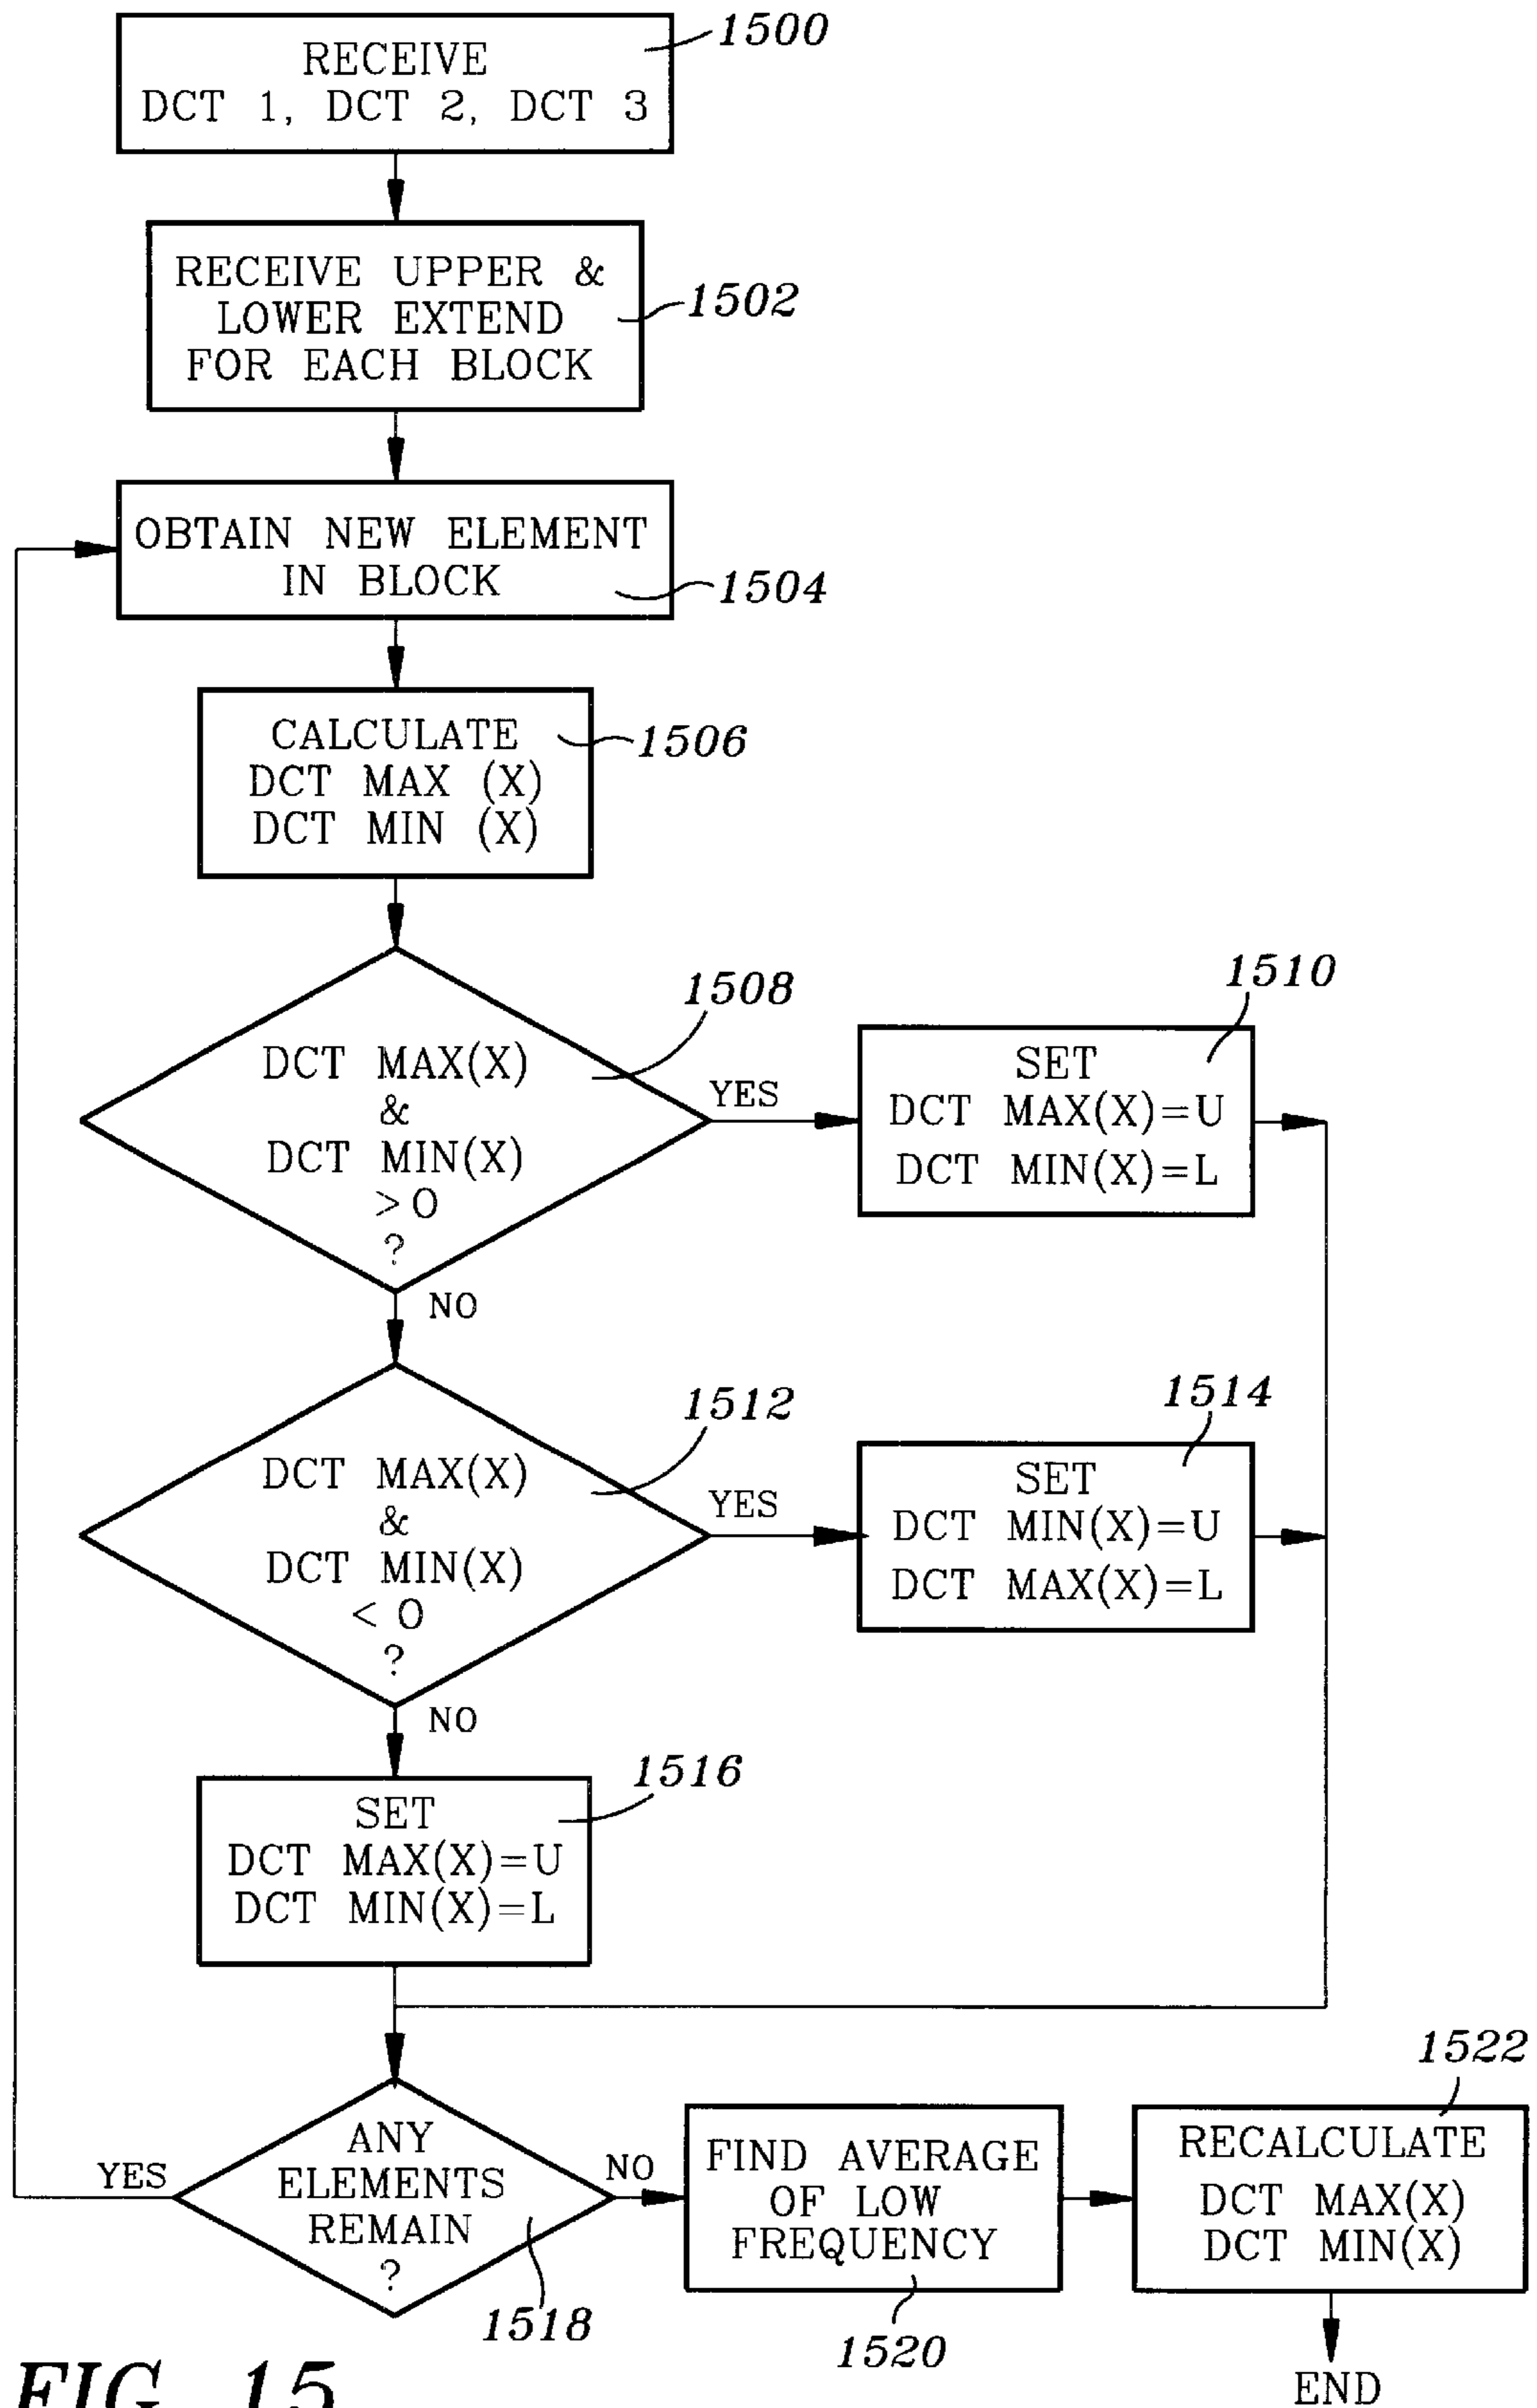 1500
RECEIVE
DCT 1, DCT 2, DCT 3
RECEIVE UPPER &
LOWER EXTEND
FOR EACH BLOCK
1502
OBTAIN NEW ELEMENT
IN BLOCK
1504
CALCULATE
DCT MAX (X)
DCT MIN (X)
1506
1508
DCT MAX(X)
&
DCT MIN(X)
>0
?
YES
NO
1510
SET
DCT MAX(X)=U
DCT MIN(X)=L
1512
DCT MAX(X)
&
DCT MIN(X)
< 0
?
YES
NO
1514
SET
DCT MIN(X)=U
DCT MAX(X)=L
1516
SET
DCT MAX(X)=U
DCT MIN(X)=L
ANY
ELEMENTS
REMAIN
?
YES
NO
1518
FIND AVERAGE
OF LOW
FREQUENCY
1520
1522
RECALCULATE
DCT MAX(X)
DCT MIN(X)
END
FIG. 15